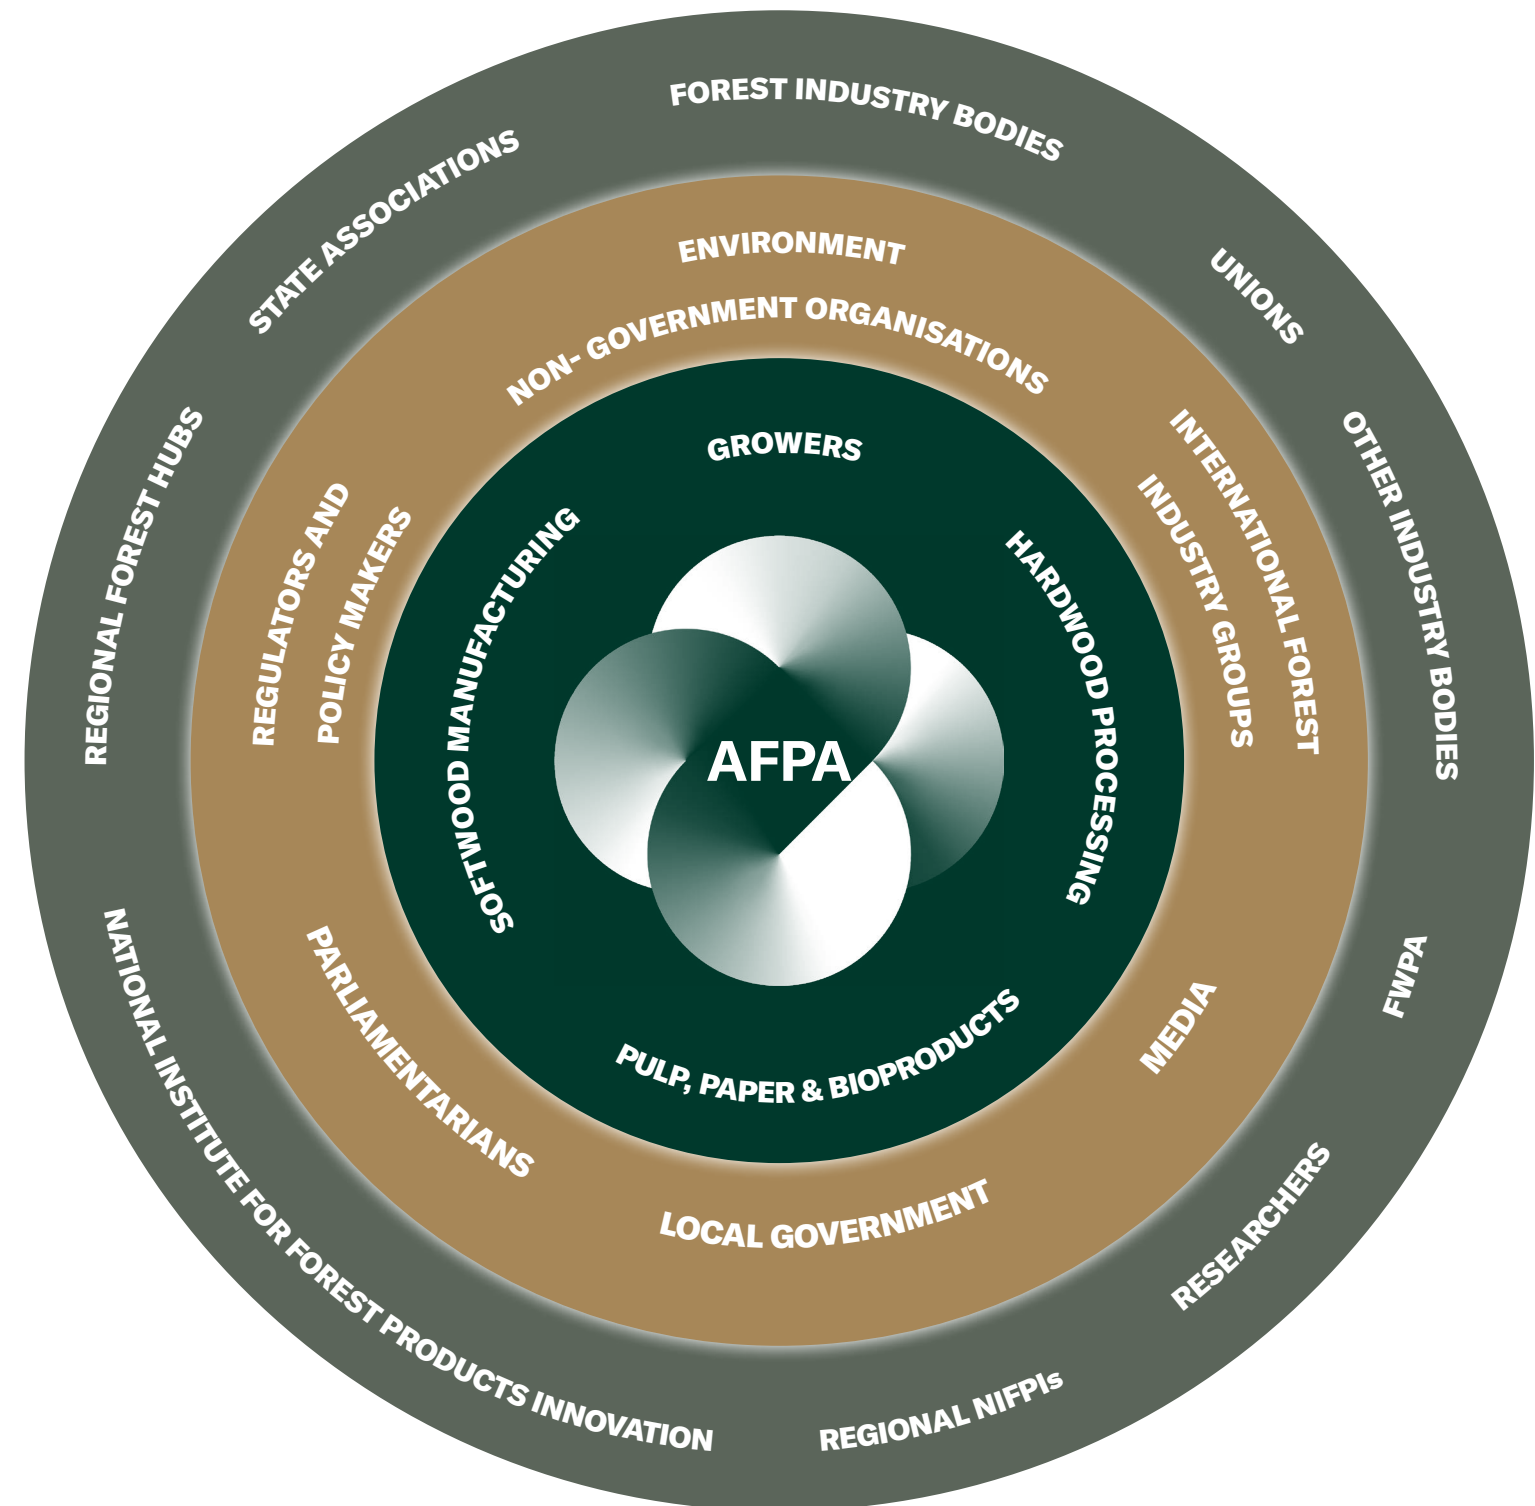 FOREST INDUSTRY BODIES
UNIONS
OTHER INDUSTRY BODIES
FWPA
RESEARCHERS
REGIONAL NIFPIs
NATIONAL INSTITUTE FOR FOREST PRODUCTS INNOVATION
REGIONAL FOREST HUBS
STATE ASSOCIATIONS
ENVIRONMENT
NON- GOVERNMENT ORGANISATIONS
INTERNATIONAL FOREST
INDUSTRY GROUPS
MEDIA
LOCAL GOVERNMENT
PARLIAMENTARIANS
REGULATORS AND
POLICY MAKERS
GROWERS
HARDWOOD PROCESSING
PULP, PAPER & BIOPRODUCTS
SOFTWOOD MANUFACTURING
AFPA